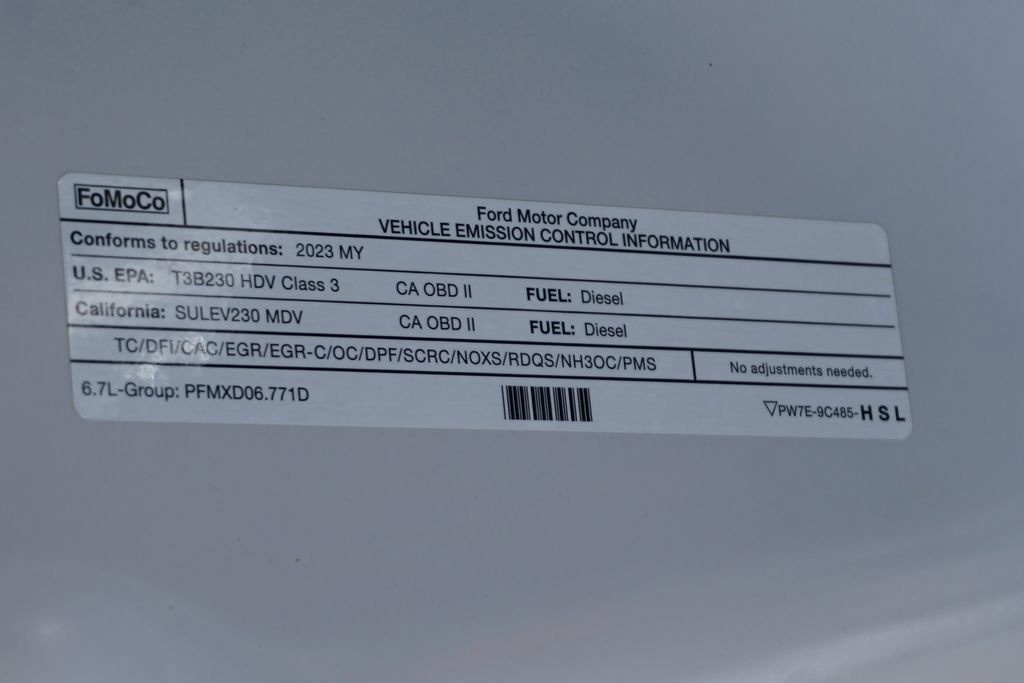 FoMoCo
Ford Motor Company
VEHICLE EMISSION CONTROL INFORMATION
Conforms to regulations: 2023 MY
U.S. EPA: T3B230 HDV Class 3 CA OBD II FUEL: Diesel
California: SULEV230 MDV CA OBD II FUEL: Diesel
TC/DFI/CAC/EGR/EGR-C/OC/DPF/SCRC/NOXS/RDQS/NH3OC/PMS No adjustments needed.
6.7L-Group: PFMXD06.771D ▽PW7E-9C485-HSL